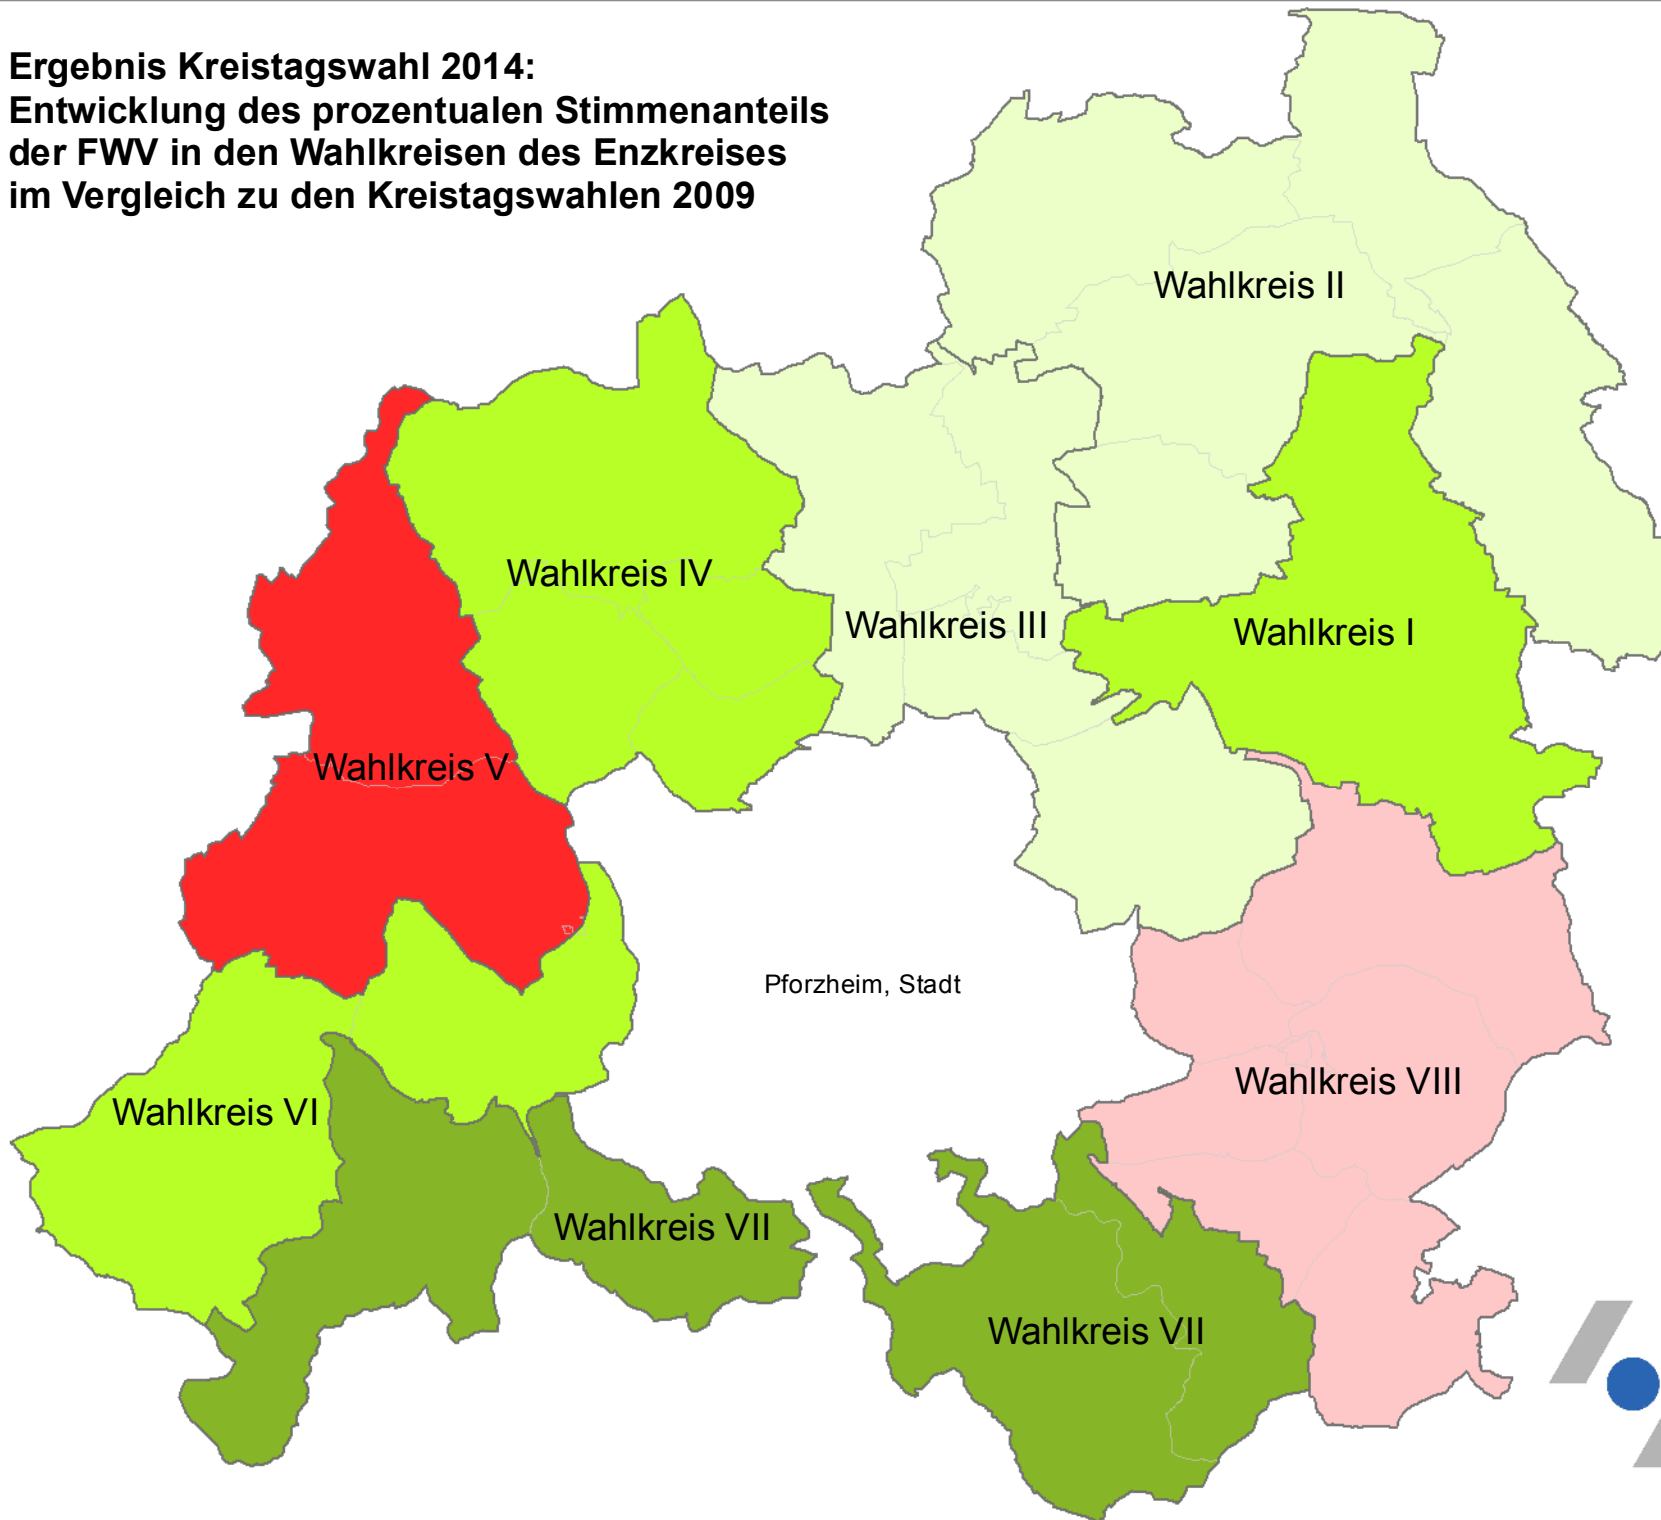 Ergebnis Kreistagswahl 2014:
Entwicklung des prozentualen Stimmenanteils
der FWV in den Wahlkreisen des Enzkreises
im Vergleich zu den Kreistagswahlen 2009
Wahlkreis II
Wahlkreis IV
Wahlkreis III
Wahlkreis I
Wahlkreis V
Pforzheim, Stadt
Wahlkreis VIII
Wahlkreis VI
Wahlkreis VII
Wahlkreis VII